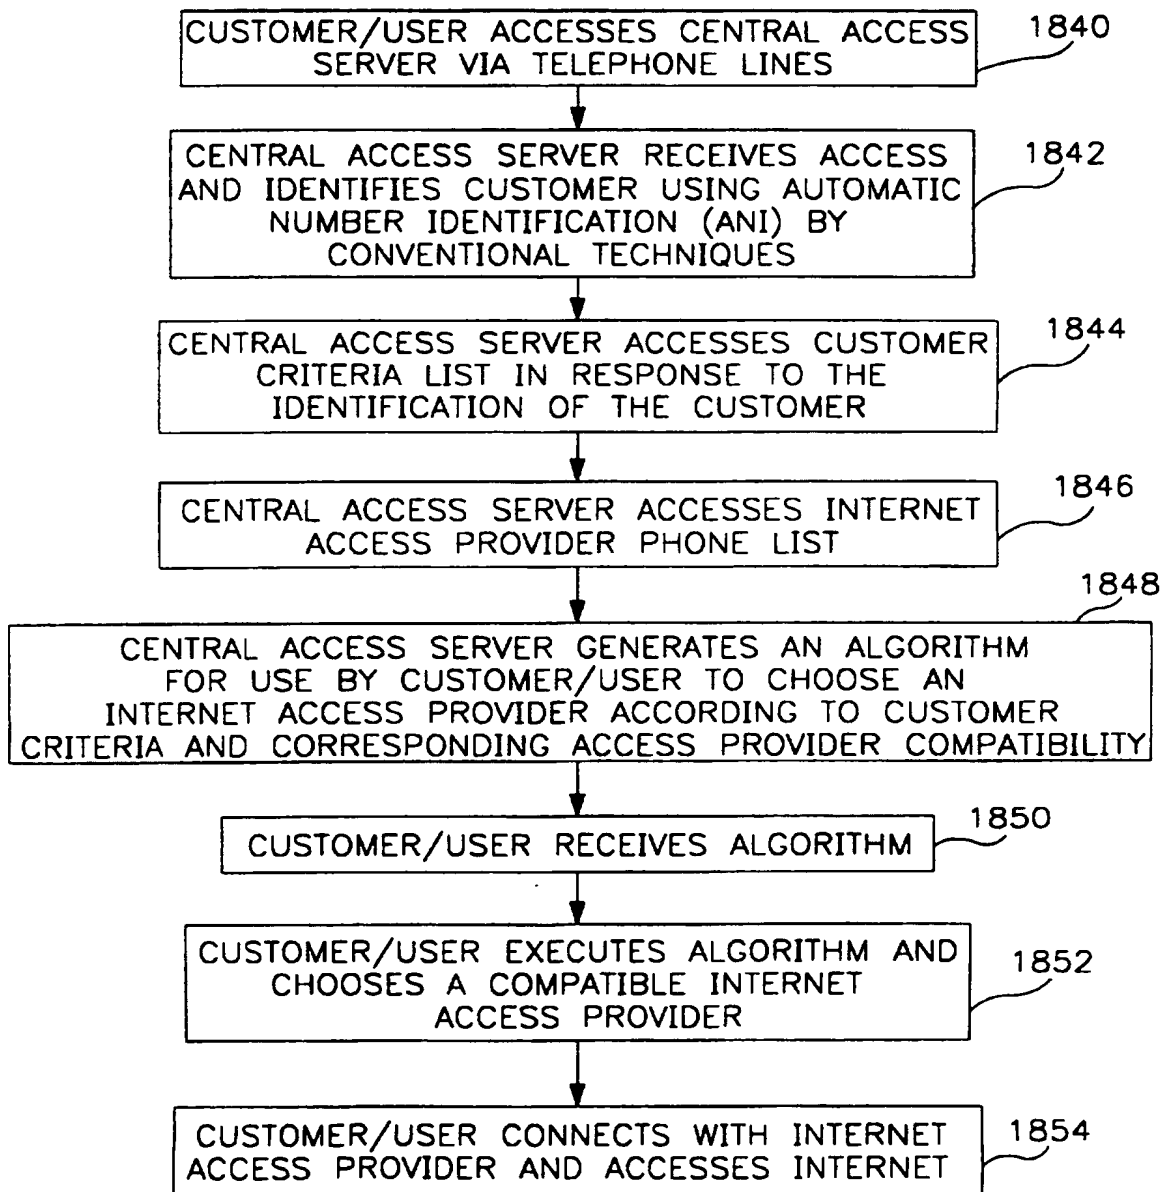 CUSTOMER/USER ACCESSES CENTRAL ACCESS
SERVER VIA TELEPHONE LINES
1840
CENTRAL ACCESS SERVER RECEIVES ACCESS
AND IDENTIFIES CUSTOMER USING AUTOMATIC
NUMBER IDENTIFICATION (ANI) BY
CONVENTIONAL TECHNIQUES
1842
CENTRAL ACCESS SERVER ACCESSES CUSTOMER
CRITERIA LIST IN RESPONSE TO THE
IDENTIFICATION OF THE CUSTOMER
1844
CENTRAL ACCESS SERVER ACCESSES INTERNET
ACCESS PROVIDER PHONE LIST
1846
CENTRAL ACCESS SERVER GENERATES AN ALGORITHM
FOR USE BY CUSTOMER/USER TO CHOOSE AN
INTERNET ACCESS PROVIDER ACCORDING TO CUSTOMER
CRITERIA AND CORRESPONDING ACCESS PROVIDER COMPATIBILITY
1848
CUSTOMER/USER RECEIVES ALGORITHM
1850
CUSTOMER/USER EXECUTES ALGORITHM AND
CHOOSES A COMPATIBLE INTERNET
ACCESS PROVIDER
1852
CUSTOMER/USER CONNECTS WITH INTERNET
ACCESS PROVIDER AND ACCESSES INTERNET
1854